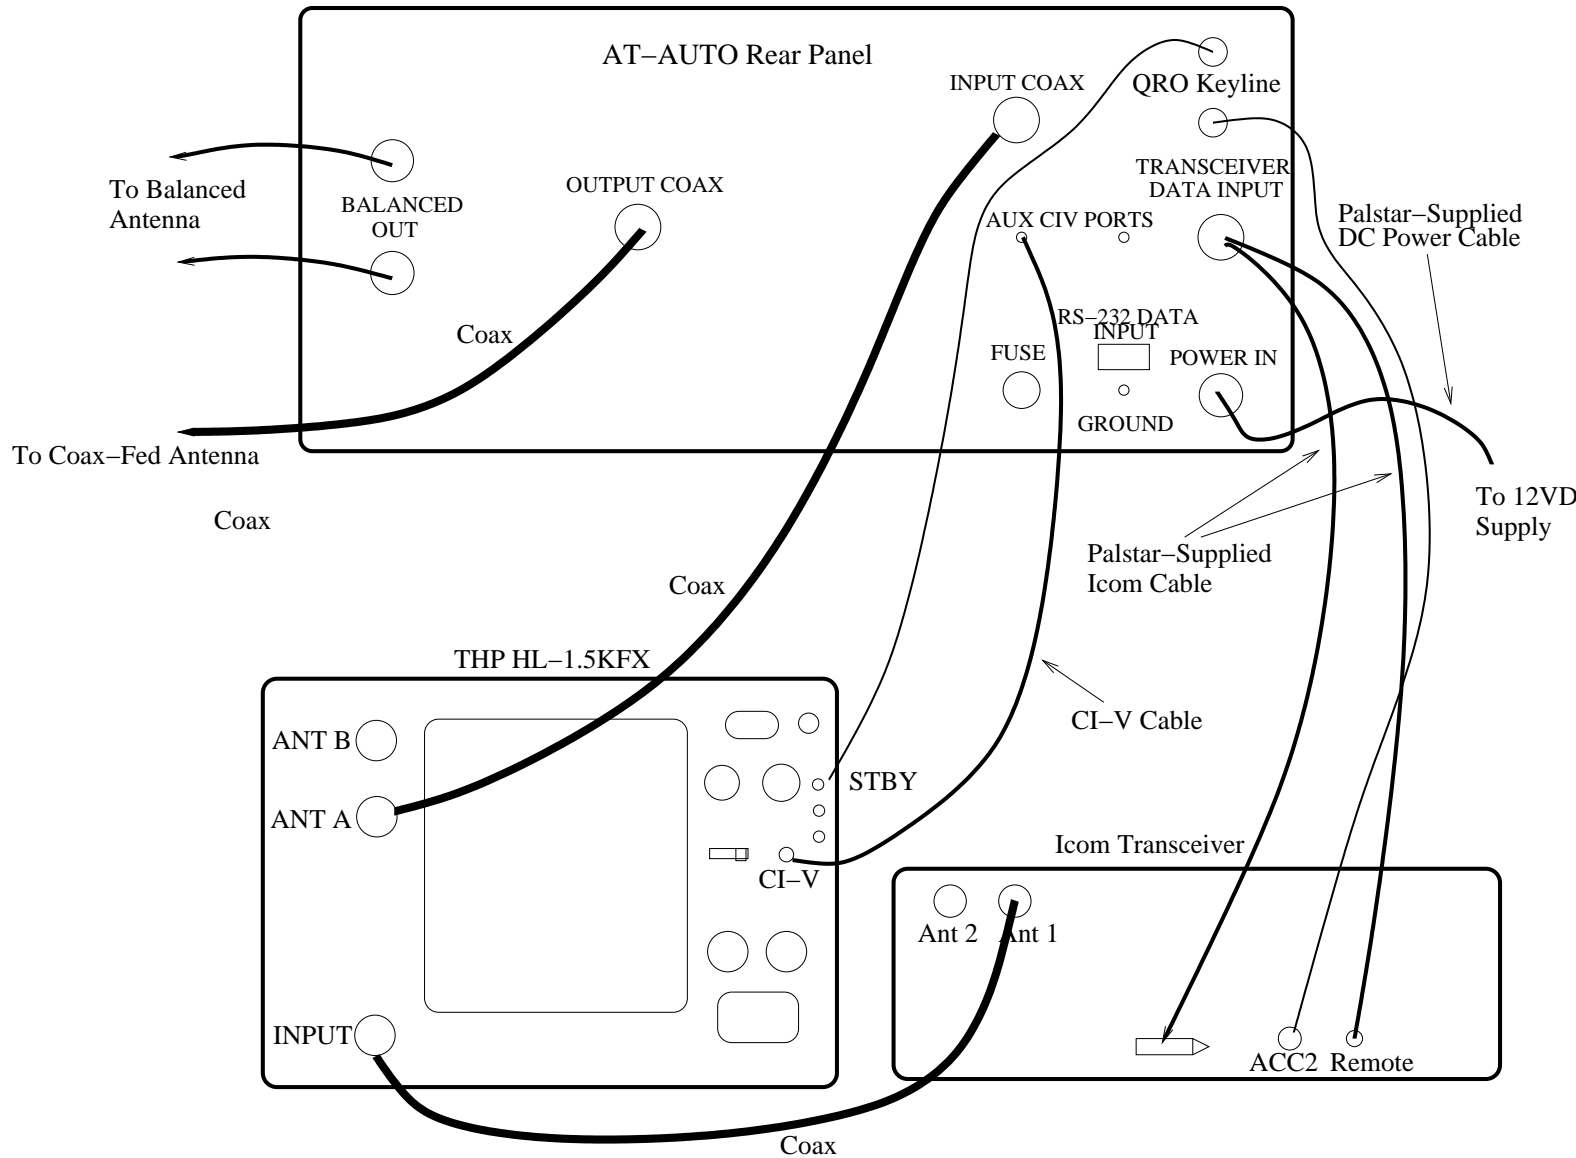 AT−AUTO Rear Panel
INPUT COAX
QRO Keyline
TRANSCEIVER
DATA INPUT
To Balanced
Antenna
BALANCED
OUT
OUTPUT COAX
AUX CIV PORTS
Palstar−Supplied
DC Power Cable
Coax
RS−232 DATA
INPUT
FUSE
POWER IN
GROUND
To Coax−Fed Antenna
Coax
To 12VD
Supply
Palstar−Supplied
Icom Cable
Coax
THP HL−1.5KFX
CI−V Cable
ANT B
STBY
ANT A
CI−V
Icom Transceiver
Ant 2
Ant 1
INPUT
ACC2
Remote
Coax